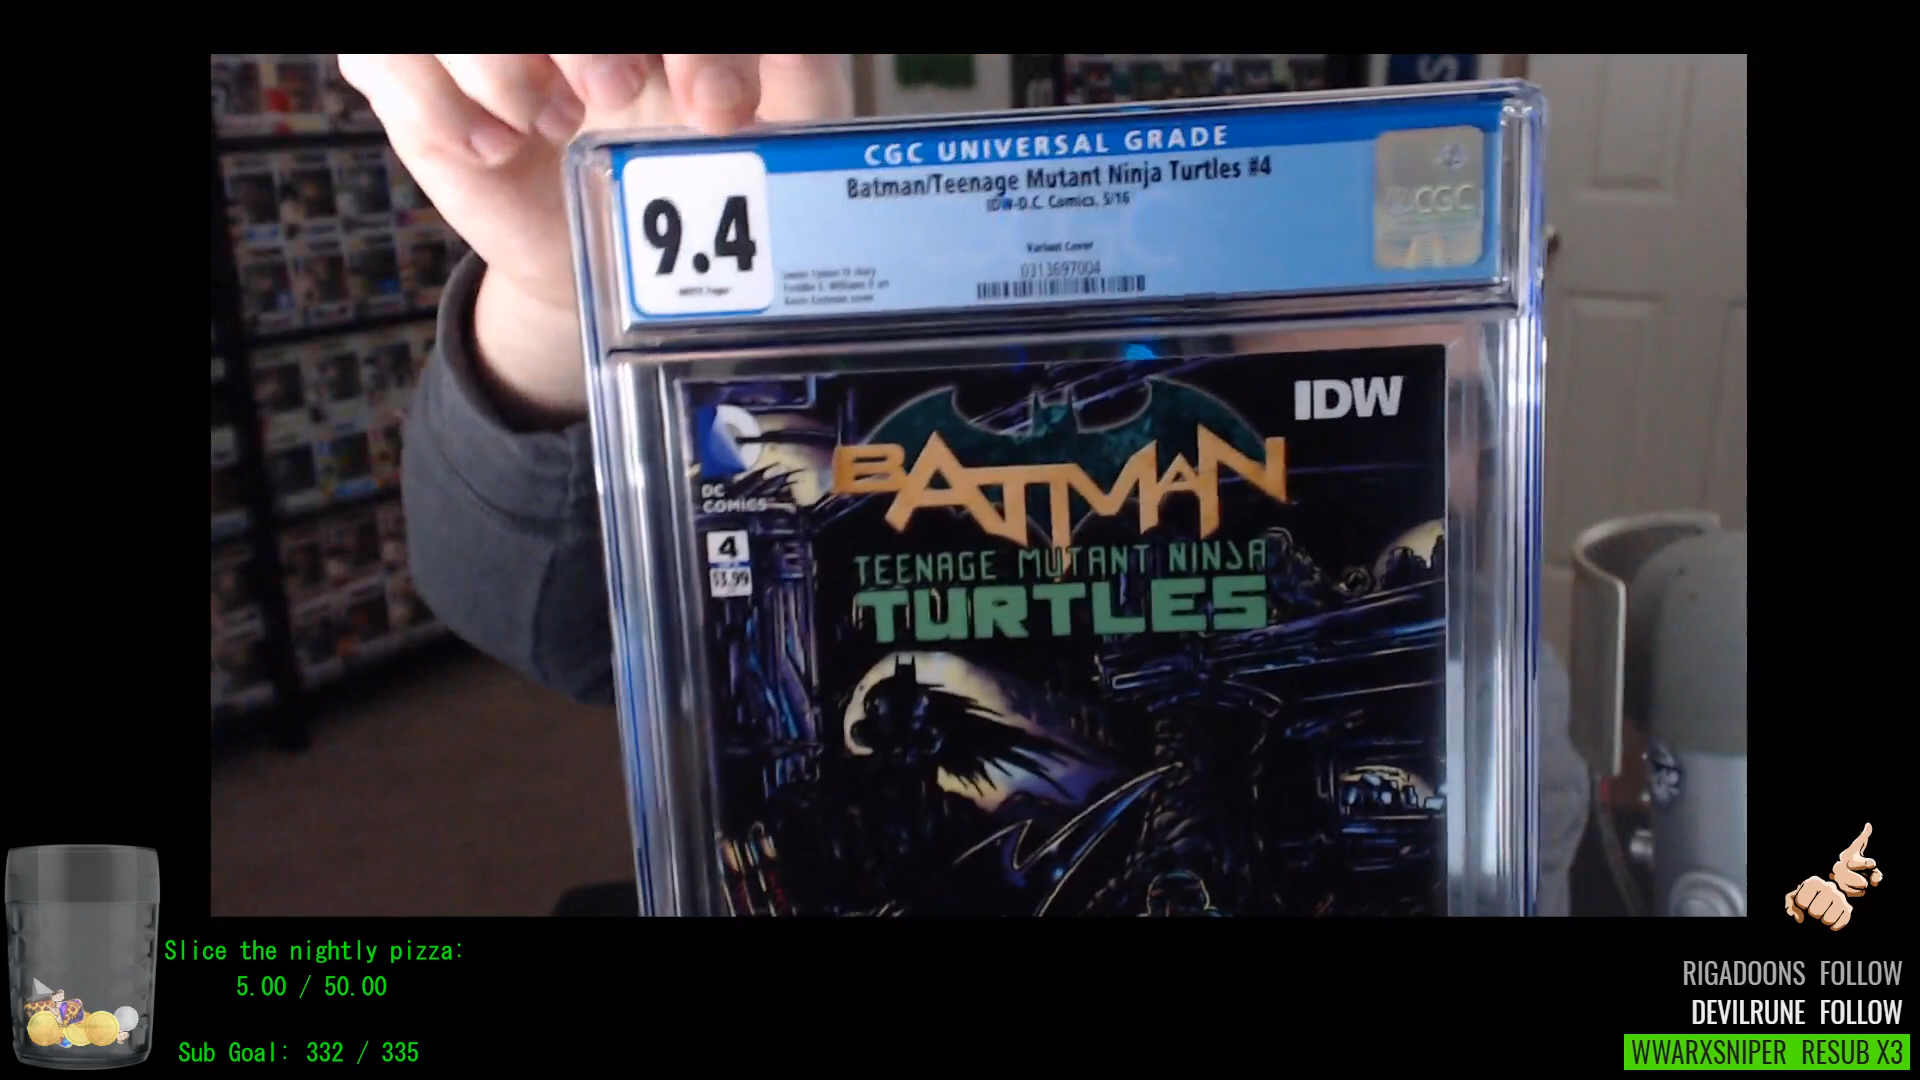 CGC UNIVERSAL GRADE
Batman/Teenage Mutant Ninja Turtles #4
IDW-D.C. Comics, 5/16
9.4
Variant Cover
0313697004
CGC
IDW
BATMAN
DC
COMICS
4
$3.99
TEENAGE MUTANT NINJA
TURTLES
Slice the nightly pizza:
5.00 / 50.00
Sub Goal: 332 / 335
RIGADOONS FOLLOW
DEVILRUNE FOLLOW
WWARXSNIPER RESUB X3